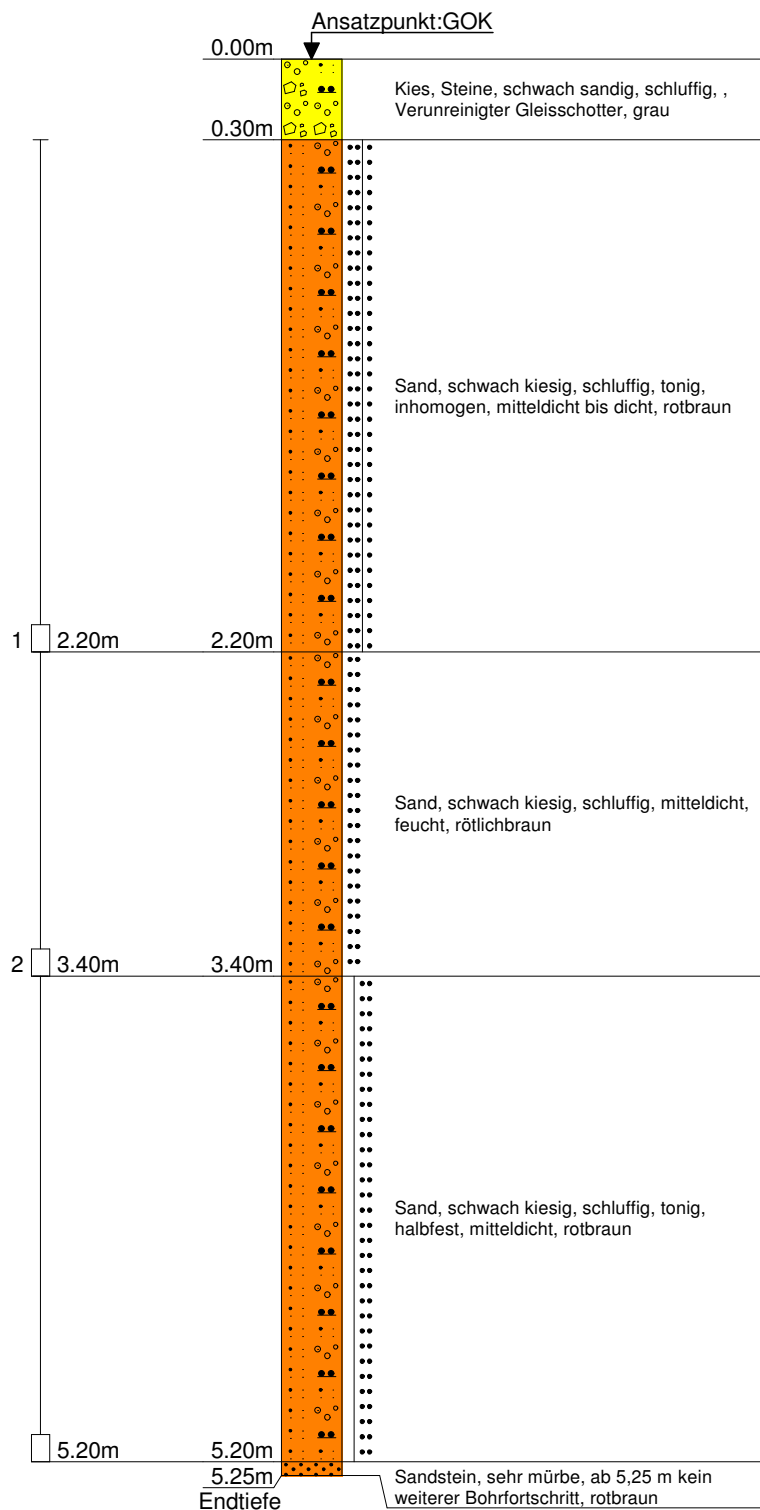 Ansatzpunkt:GOK
0.00m
Kies, Steine, schwach sandig, schluffig, ,
Verunreinigter Gleisschotter, grau
0.30m
Sand, schwach kiesig, schluffig, tonig,
inhomogen, mitteldicht bis dicht, rotbraun
1 2.20m 2.20m
Sand, schwach kiesig, schluffig, mitteldicht,
feucht, rötlichbraun
2 3.40m 3.40m
Sand, schwach kiesig, schluffig, tonig,
halbfest, mitteldicht, rotbraun
5.20m 5.20m
5.25m
Endtiefe
Sandstein, sehr mürbe, ab 5,25 m kein
weiterer Bohrfortschritt, rotbraun